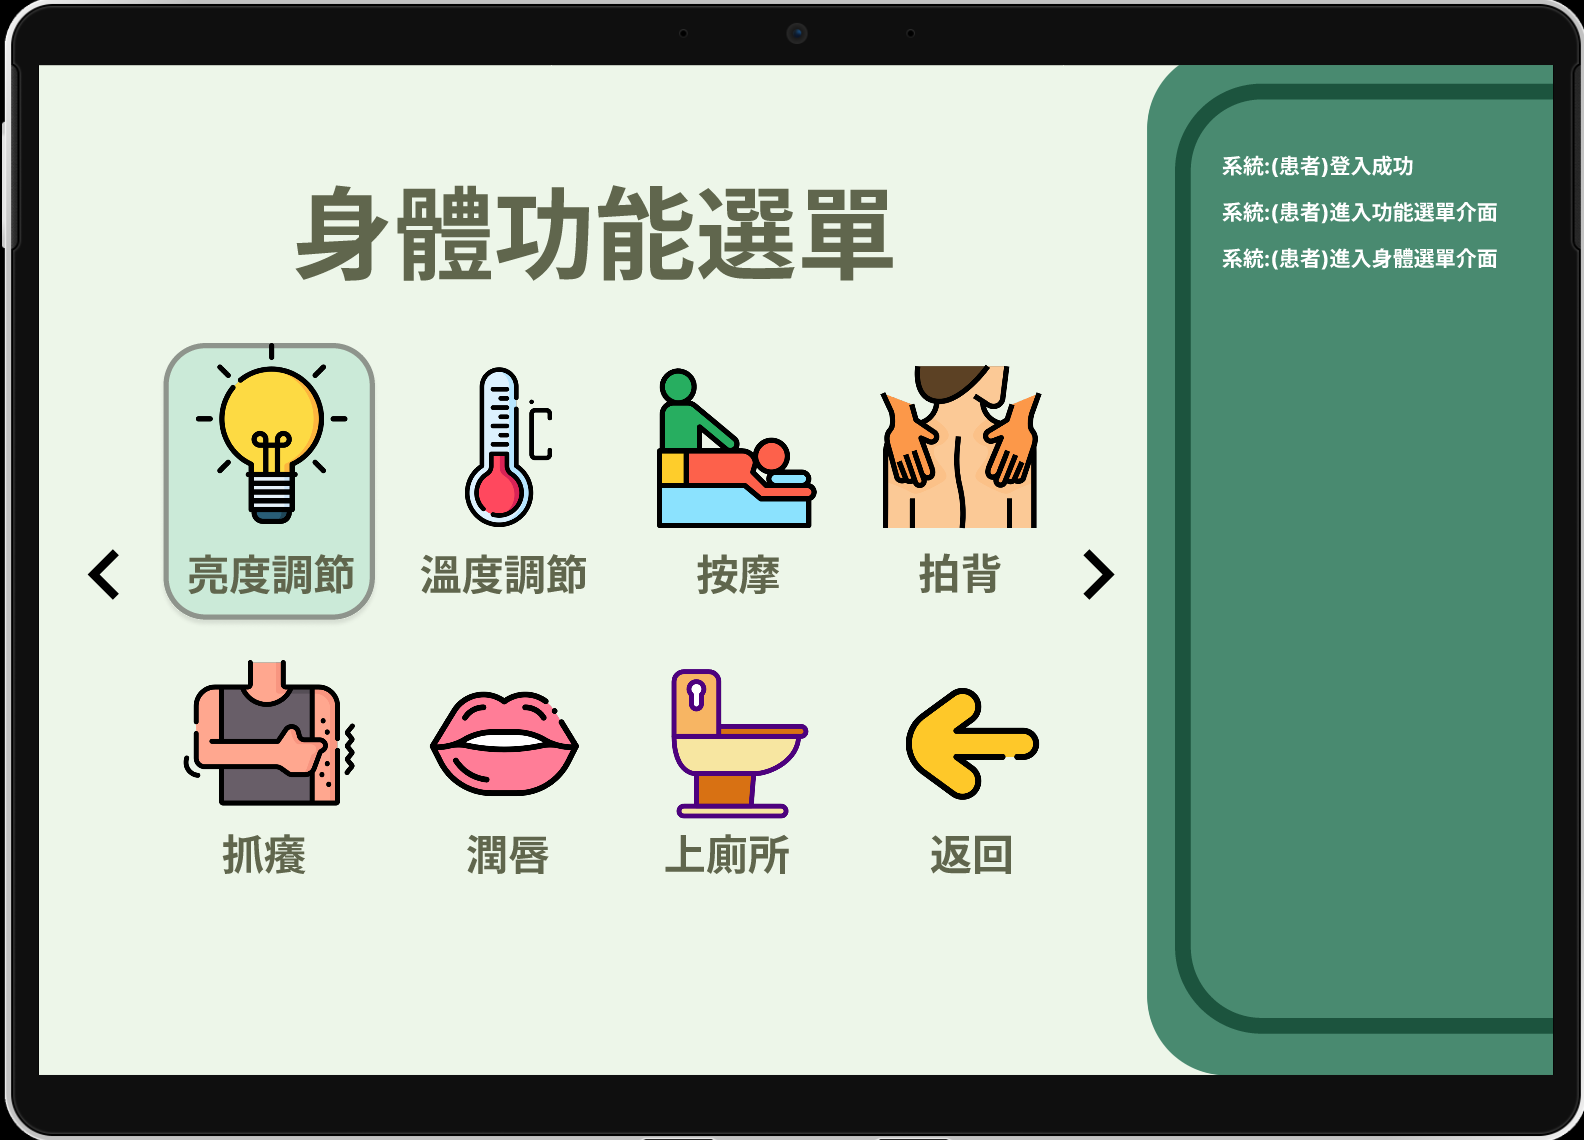 身體功能選單
亮度調節
溫度調節
按摩
拍背
抓癢
潤唇
上廁所
返回
系統:(患者)登入成功
系統:(患者)進入功能選單介面
系統:(患者)進入身體選單介面